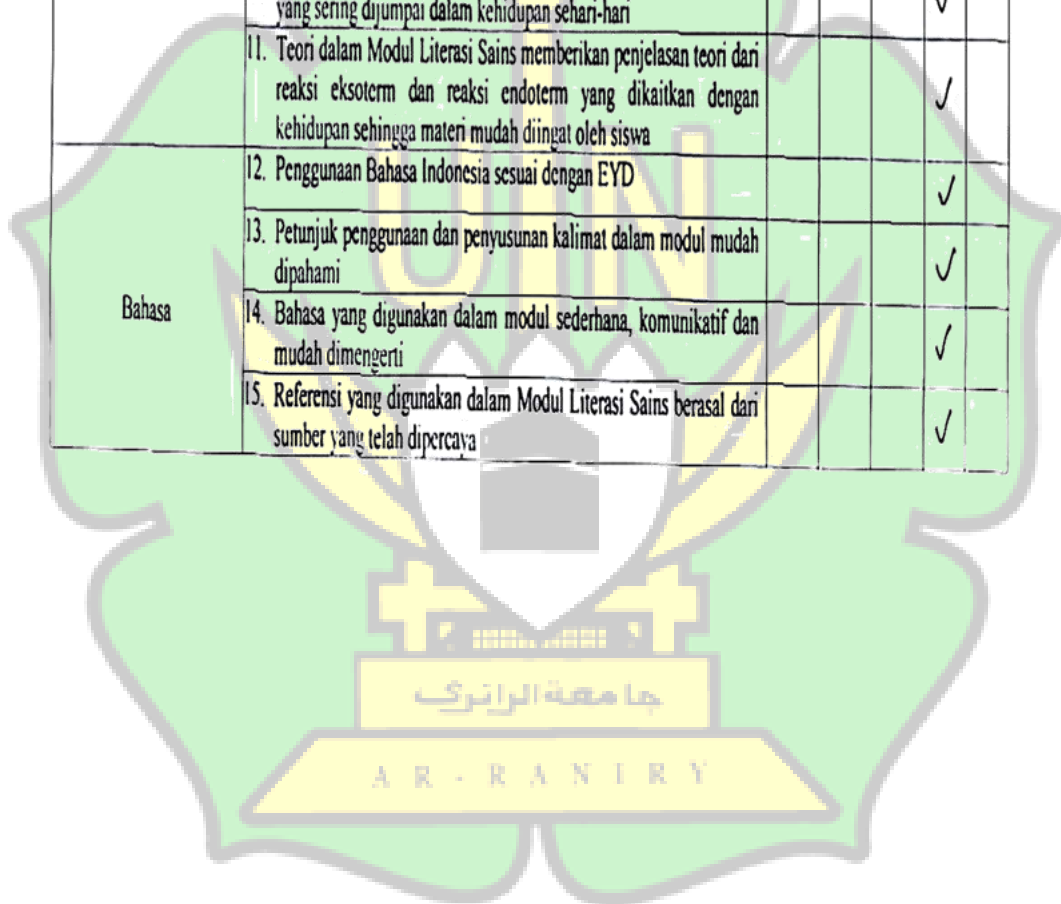 yang sering dijumpai dalam kehidupan sehari-hari
✓
11. Teori dalam Modul Literasi Sains memberikan penjelasan teori dari
reaksi eksoterm dan reaksi endoterm yang dikaitkan dengan
kehidupan sehingga materi mudah diingat oleh siswa
✓
Bahasa
12. Penggunaan Bahasa Indonesia sesuai dengan EYD
✓
13. Petunjuk penggunaan dan penyusunan kalimat dalam modul mudah
dipahami
✓
14. Bahasa yang digunakan dalam modul sederhana, komunikatif dan
mudah dimengerti
✓
15. Referensi yang digunakan dalam Modul Literasi Sains berasal dari
sumber yang telah dipercaya
✓
UIN
جامعة الرانري
AR-RANIRY